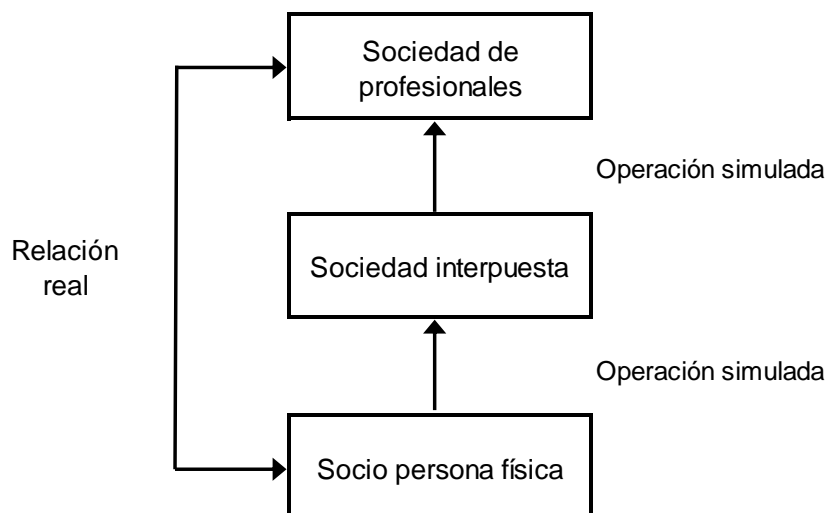 Sociedad de
profesionales
Operación simulada
Relación
real
Sociedad interpuesta
Operación simulada
Socio persona física